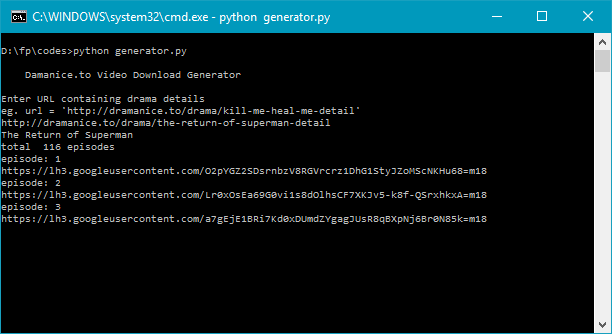 C:\WINDOWS\system32\cmd.exe - python  generator.py
D:\fp\codes>python generator.py
Damanice.to Video Download Generator
Enter URL containing drama details
eg. url = 'http://dramanice.to/drama/kill-me-heal-me-detail'
http://dramanice.to/drama/the-return-of-superman-detail
The Return of Superman
total  116 episodes
episode: 1
https://lh3.googleusercontent.com/O2pYGZ2SDsrnbzV8RGVrcrz1DhG1StyJZoMScNKHu68=m18
episode: 2
https://lh3.googleusercontent.com/Lr0xOsEa69G0vi1s8dOlhsCF7XKJv5-k8f-QSrxhkxA=m18
episode: 3
https://lh3.googleusercontent.com/a7gEjE1BRi7Kd0xDUmdZYgagJUsR8qBXpNj6Br0N85k=m18